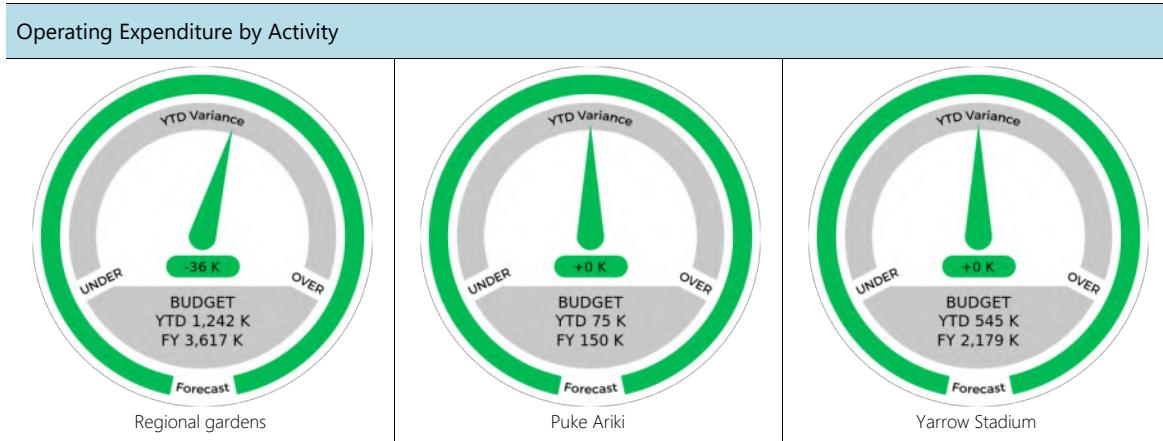 Operating Expenditure by Activity
YTD Variance
-36 K
UNDER
OVER
BUDGET
YTD 1,242 K
FY 3,617 K
Forecast
Regional gardens
YTD Variance
+0 K
UNDER
OVER
BUDGET
YTD 75 K
FY 150 K
Forecast
Puke Ariki
YTD Variance
+0 K
UNDER
OVER
BUDGET
YTD 545 K
FY 2,179 K
Forecast
Yarrow Stadium